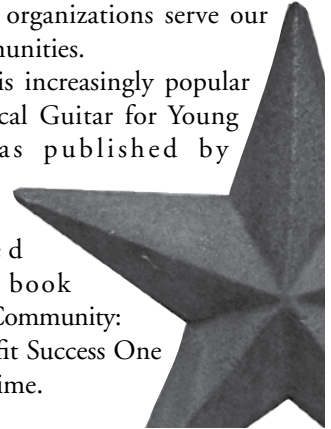 organizations serve our
munities.
is increasingly popular
cal Guitar for Young
as published by
e d
book
Community:
fit Success One
ime.